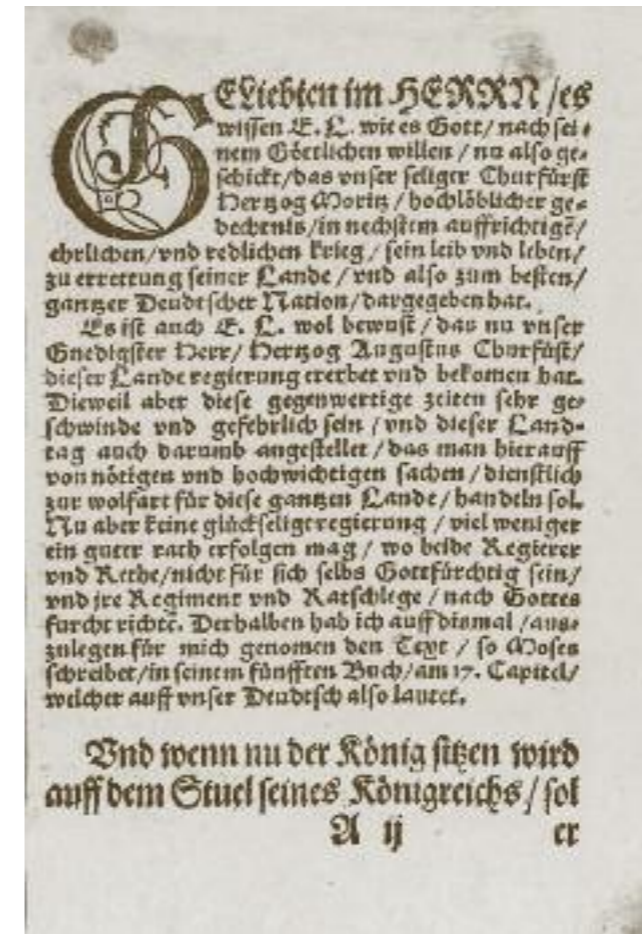 GELiebten im HERRN / es
wissen E. L. wie es Gott / nach sei⸗
nem Göttlichen willen / nu also ge⸗
schickt / das vnser seliger Churfürst
Hertzog Moritz / hochlöblicher ge⸗
dechtnis / in nechstem auffrichtigẽ /
ehrlichen / vnd redlichen krieg / sein leib vnd leben /
zu errettung seiner Lande / vnd also zum besten /
gantzer Deudtscher Nation / dargegeben hat.
Es ist auch E. L. wol bewust / das nu vnser
Gnedigster Herr / Hertzog Augustus Churfüst /
dieser Lande regierung ererbet vnd bekomen hat.
Dieweil aber diese gegenwertige zeiten sehr ge⸗
schwinde vnd gefehrlich sein / vnd dieser Land⸗
tag auch darumb angestellet / das man hierauff
von nötigen vnd hochwichtigen sachen / dienstlich
zur wolfart für diese gantzen Lande / handeln sol.
Nu aber keine glückselige regierung / viel weniger
ein guter rath erfolgen mag / wo beide Regierer
vnd Rethe / nicht für sich selbs Gottfürchtig sein /
vnd jre Regiment vnd Ratschlege / nach Gottes
furcht richtẽ. Derhalben hab ich auff dismal / aus⸗
zulegen für mich genomen den Text / so Moses
schreibet / in seinem fünfften Buch / am 17. Capitel /
welcher auff vnser Deudtsch also lautet.
Vnd wenn nu der König sitzen wird
auff dem Stuel seines Königreichs / sol
A ij er